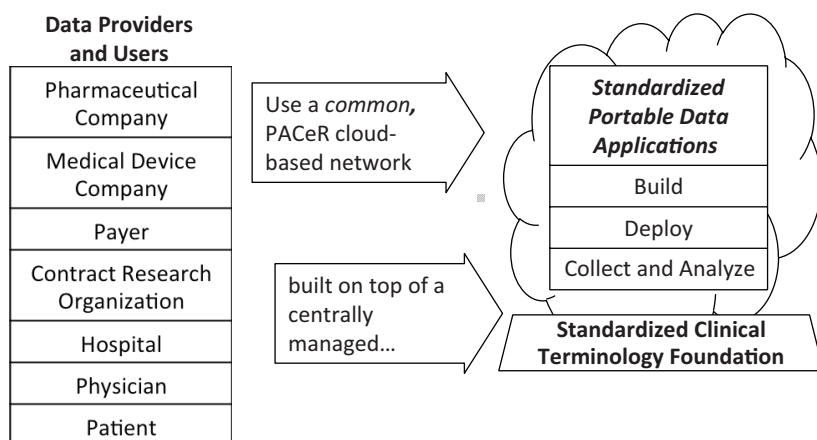 Data Providers
and Users
Pharmaceutical
Company
Medical Device
Company
Payer
Contract Research
Organization
Hospital
Physician
Patient
Use a common,
PACeR cloud-
based network
built on top of a
centrally
managed...
Standardized
Portable Data
Applications
Build
Deploy
Collect and Analyze
Standardized Clinical
Terminology Foundation